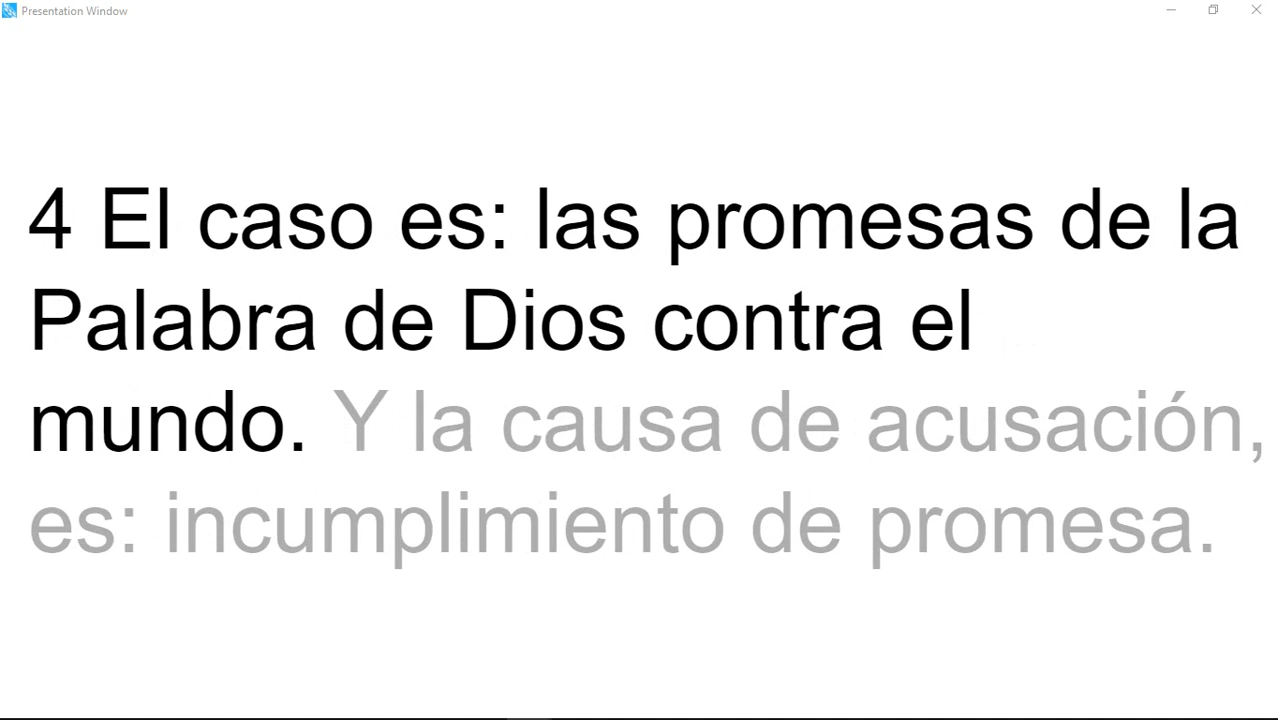 Presentation Window
4 El caso es: las promesas de la
Palabra de Dios contra el
mundo. Y la causa de acusación,
es: incumplimiento de promesa.